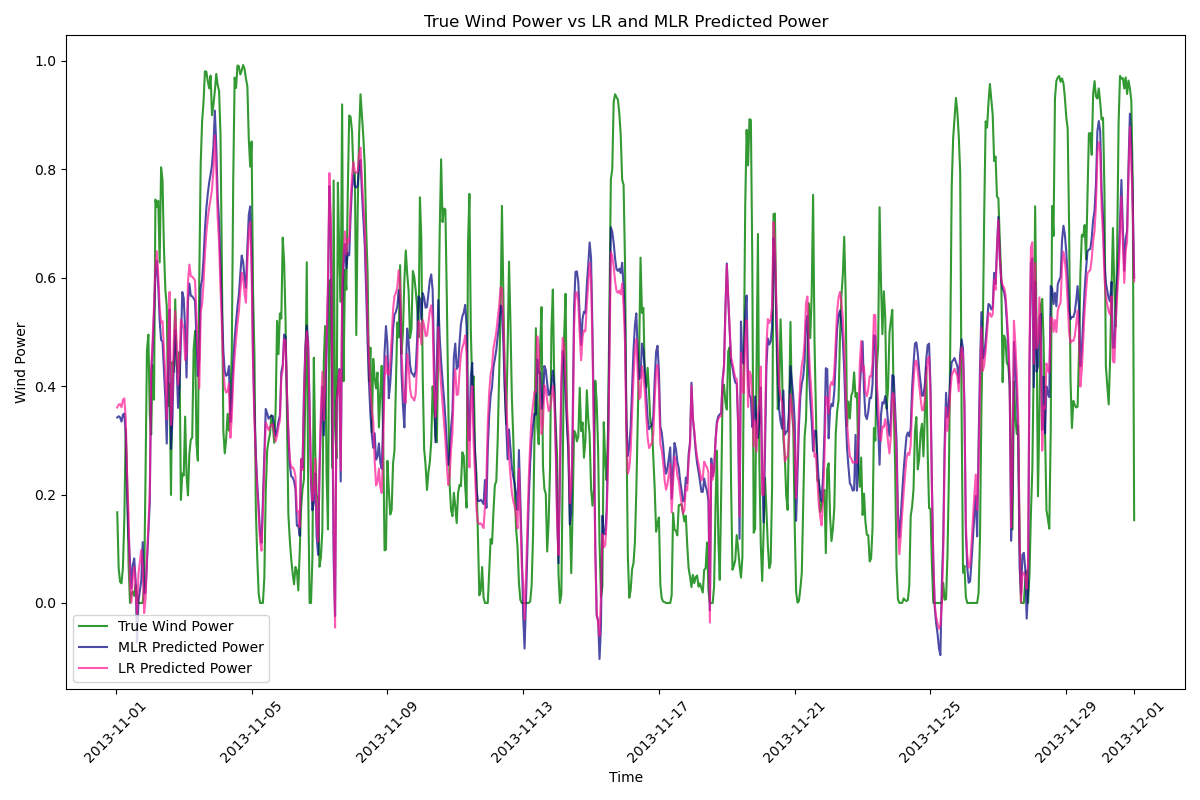 True Wind Power vs LR and MLR Predicted Power
Wind Power
1.0
0.8
0.6
0.4
0.2
0.0
True Wind Power
MLR Predicted Power
LR Predicted Power
2013-11-01
2013-11-05
2013-11-09
2013-11-13
2013-11-17
2013-11-21
2013-11-25
2013-11-29
2013-12-01
Time